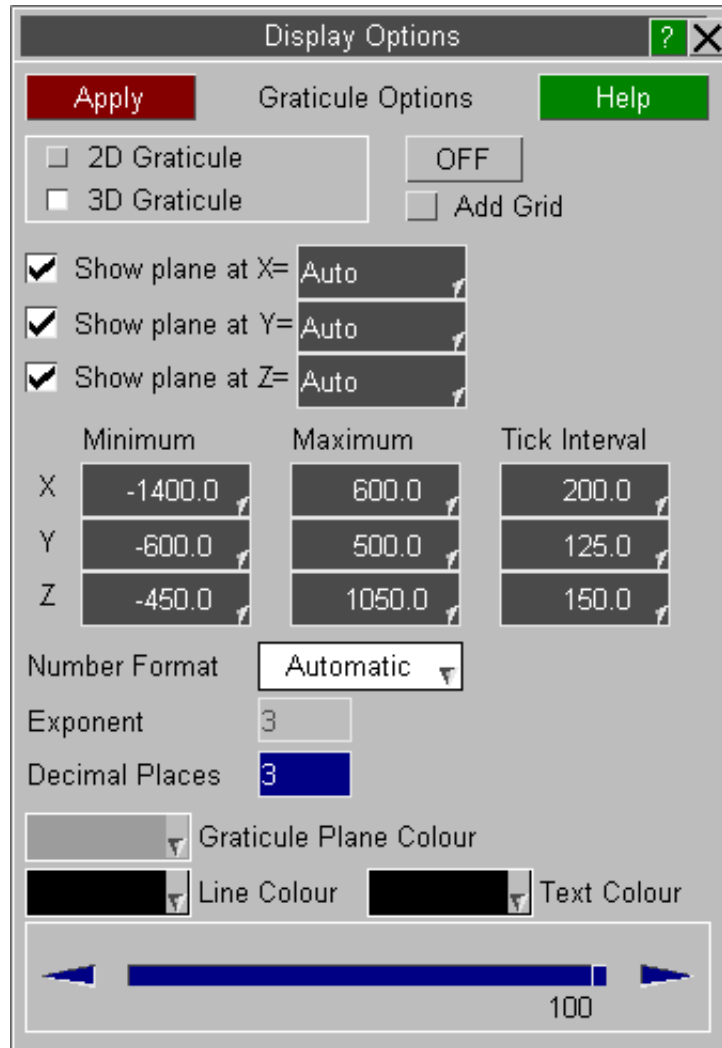 Display Options ?
Apply Graticule Options Help
2D Graticule OFF
3D Graticule Add Grid
Show plane at X= Auto
Show plane at Y= Auto
Show plane at Z= Auto
Minimum Maximum Tick Interval
X -1400.0 600.0 200.0
Y -600.0 500.0 125.0
Z -450.0 1050.0 150.0
Number Format Automatic
Exponent 3
Decimal Places 3
Graticule Plane Colour
Line Colour Text Colour
100